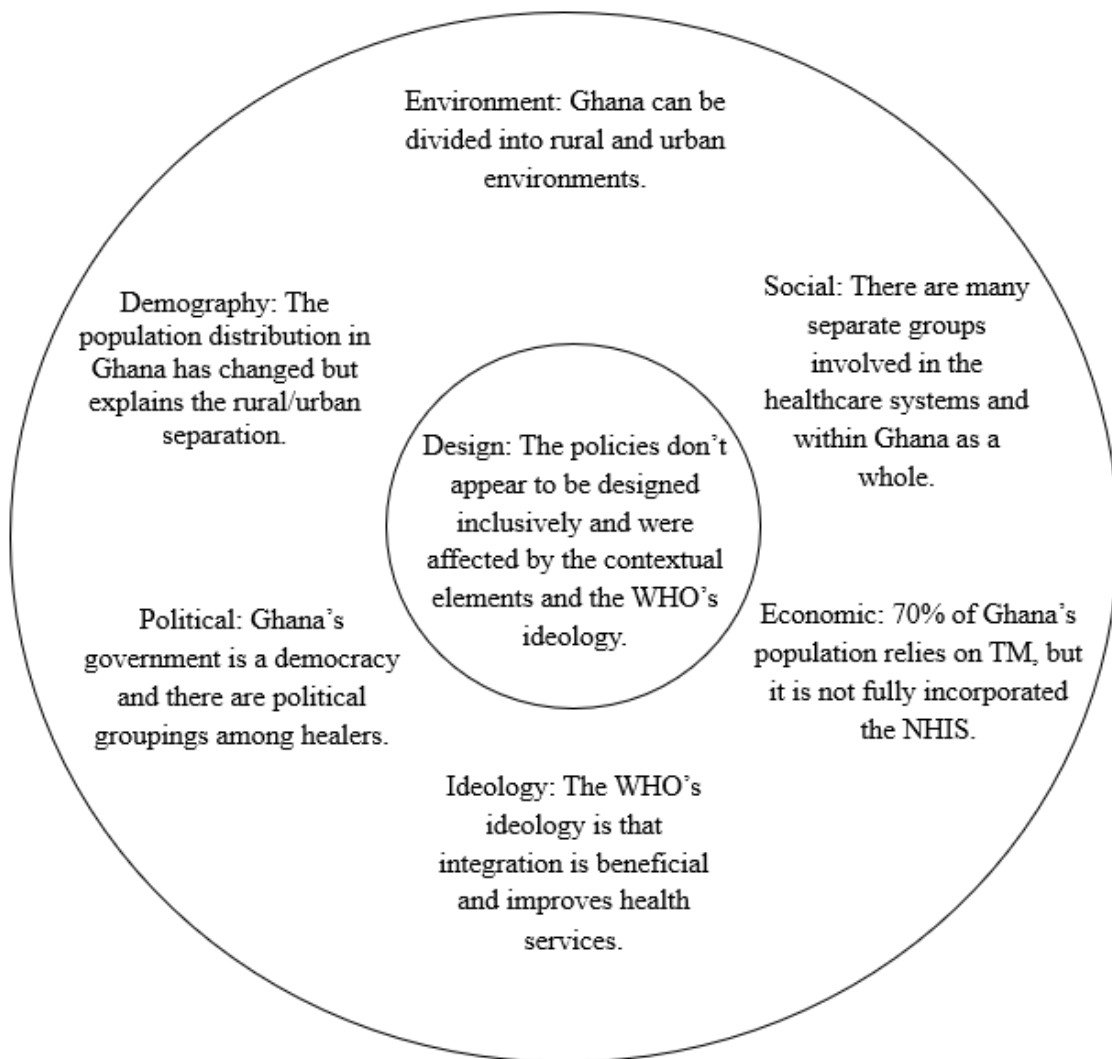 Environment: Ghana can be
divided into rural and urban
environments.
Social: There are many
separate groups
involved in the
healthcare systems and
within Ghana as a
whole.
Demography: The
population distribution in
Ghana has changed but
explains the rural/urban
separation.
Design: The policies don’t
appear to be designed
inclusively and were
affected by the contextual
elements and the WHO’s
ideology.
Political: Ghana’s
government is a democracy
and there are political
groupings among healers.
Economic: 70% of Ghana’s
population relies on TM, but
it is not fully incorporated
the NHIS.
Ideology: The WHO’s
ideology is that
integration is beneficial
and improves health
services.